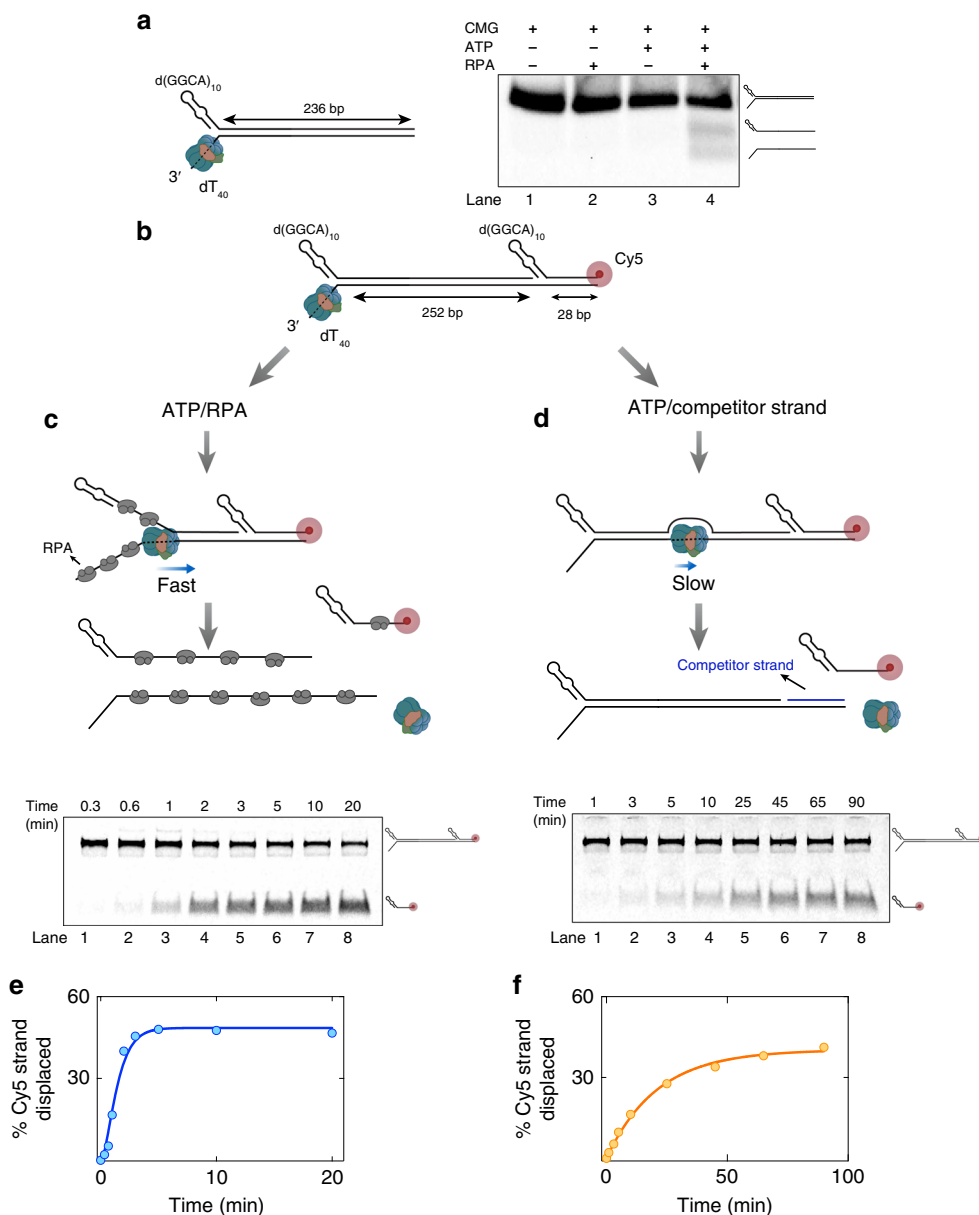 a
d(GGCA)10
236 bp
3′
dT40
CMG + + + +
ATP – – + +
RPA – + – +
Lane 1 2 3 4
b
d(GGCA)10 d(GGCA)10
Cy5
252 bp
28 bp
3′
dT40
ATP/RPA
ATP/competitor strand
c
RPA
Fast
d
Slow
Competitor strand
Time (min) 0.3 0.6 1 2 3 5 10 20
Lane 1 2 3 4 5 6 7 8
Time (min) 1 3 5 10 25 45 65 90
Lane 1 2 3 4 5 6 7 8
e
60
30
% Cy5 strand displaced
0 10 20
Time (min)
f
60
30
% Cy5 strand displaced
0 50 100
Time (min)